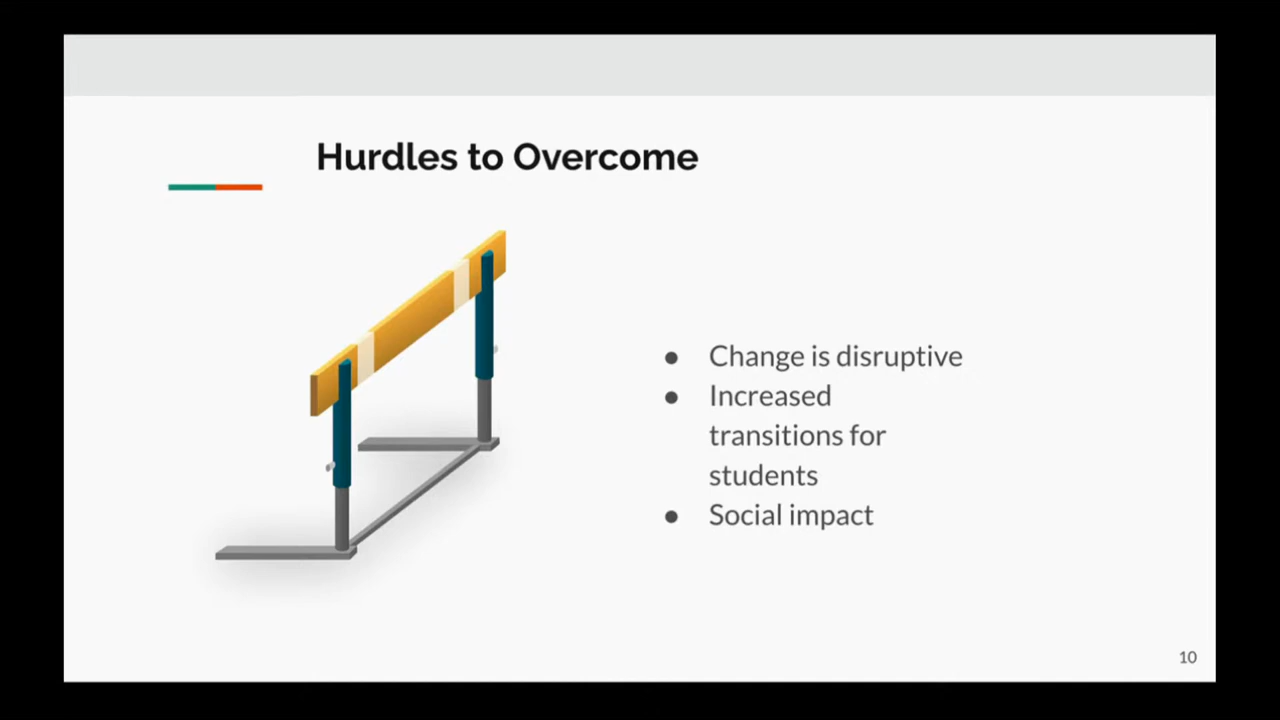 Hurdles to Overcome
● Change is disruptive
● Increased
transitions for
students
● Social impact
10